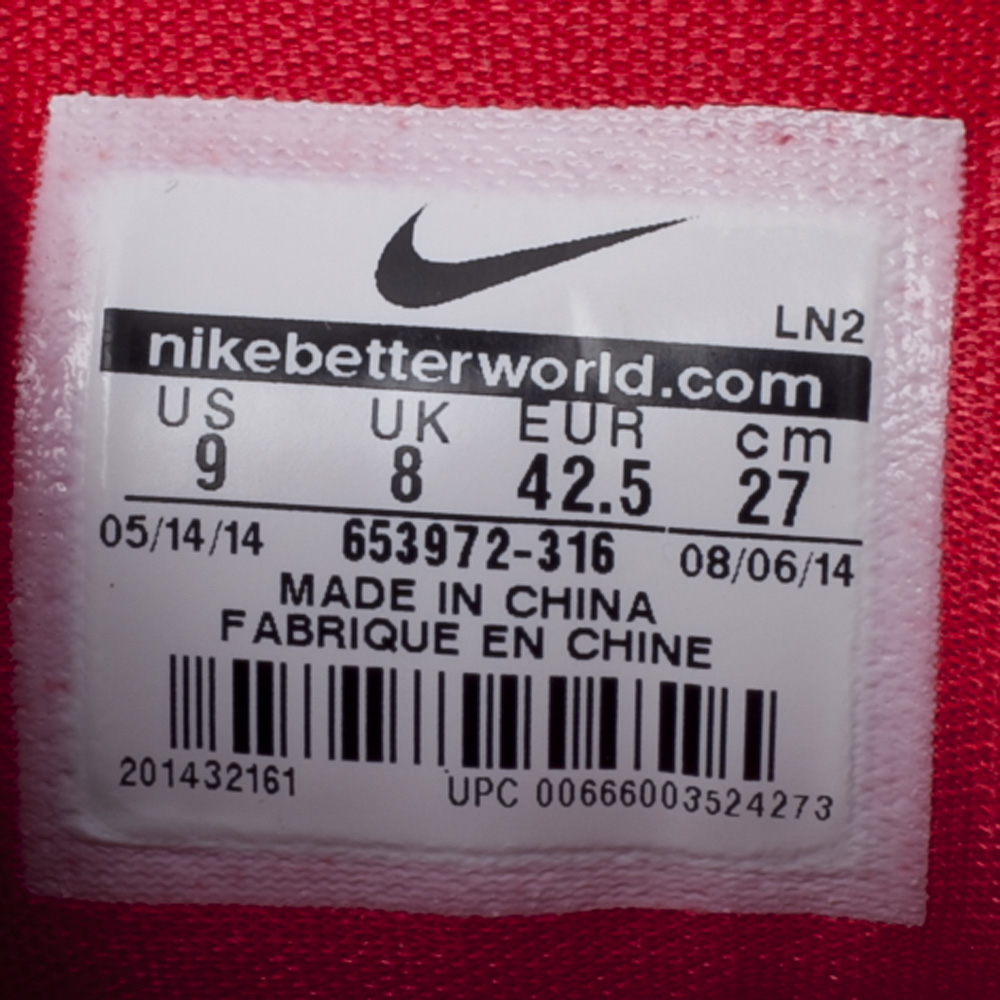 LN2
nikebetterworld.com
US UK EUR cm
9 8 42.5 27
05/14/14 653972-316 08/06/14
MADE IN CHINA
FABRIQUE EN CHINE
201432161 UPC 00666003524273